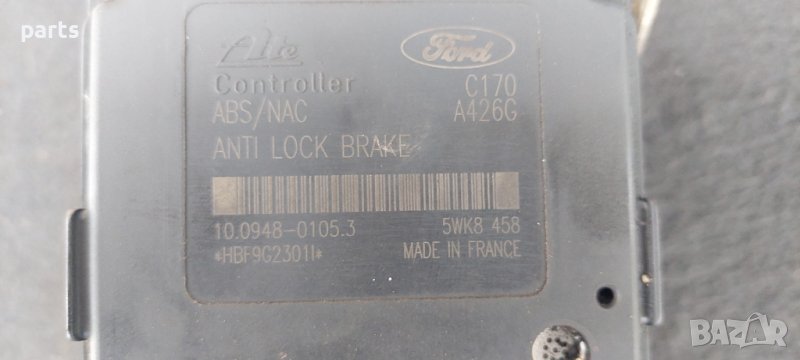 parts
Ate
Ford
Controller
C170
ABS/NAC
A426G
ANTI LOCK BRAKE
10.0948-0105.3
5WK8 458
*HBF9G2301I*
MADE IN FRANCE
BAZAR